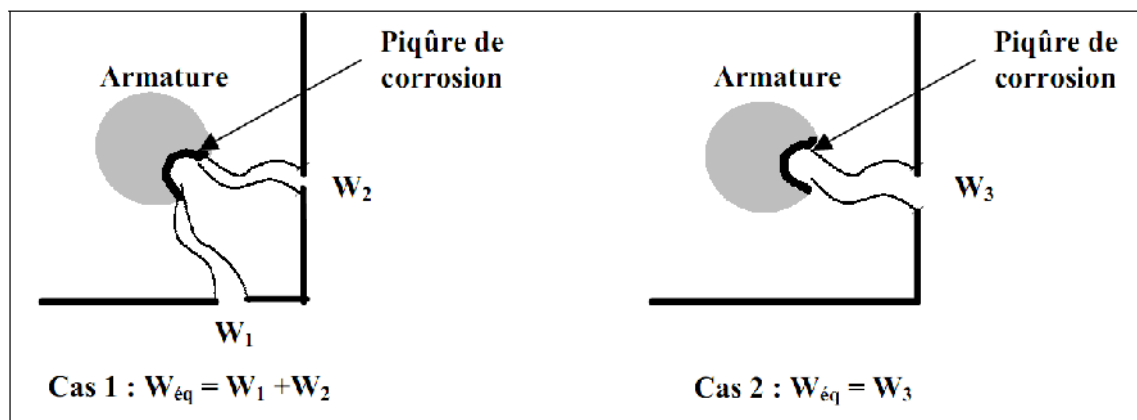 Armature
Piqûre de
corrosion
W₂
W₁
Cas 1 : Wéq = W₁ +W₂
Armature
Piqûre de
corrosion
W₃
Cas 2 : Wéq = W₃